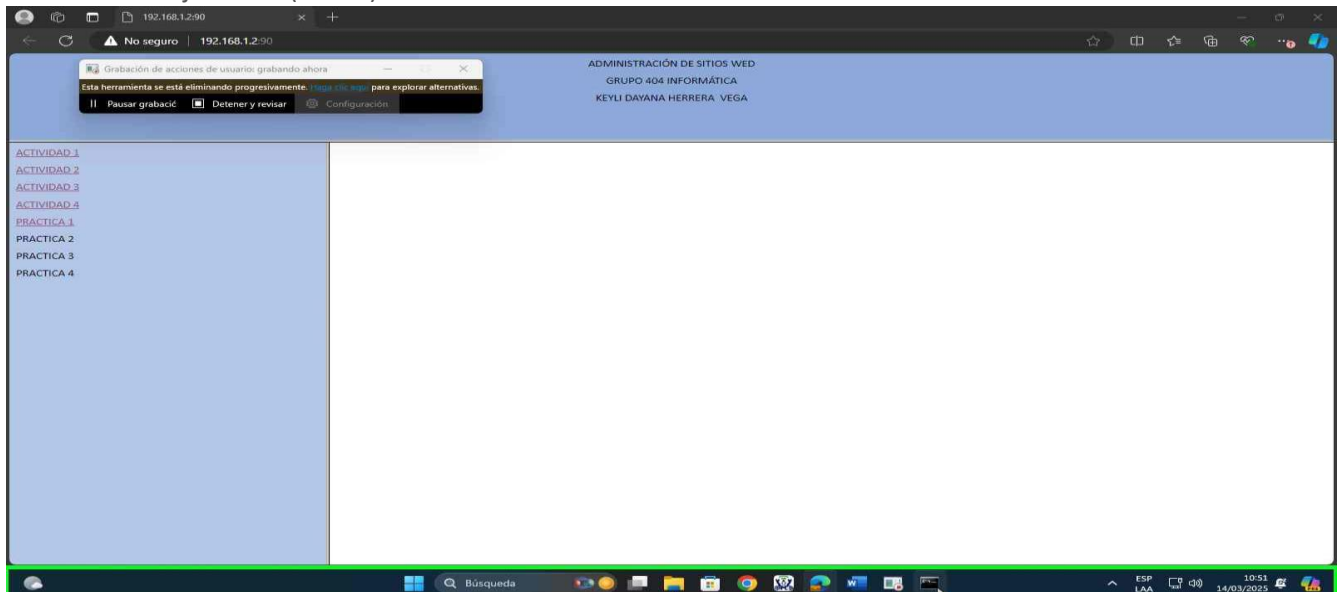 192.168.1.2:90
No seguro | 192.168.1.2:90
Grabación de acciones de usuario: grabando ahora
Esta herramienta se está eliminando progresivamente. Haga clic aquí para explorar alternativas.
Pausar grabació Detener y revisar Configuración
ADMINISTRACIÓN DE SITIOS WED
GRUPO 404 INFORMÁTICA
KEYLI DAYANA HERRERA VEGA
ACTIVIDAD 1
ACTIVIDAD 2
ACTIVIDAD 3
ACTIVIDAD 4
PRACTICA 1
PRACTICA 2
PRACTICA 3
PRACTICA 4
Búsqueda
ESP
LAA
10:51
14/03/2025